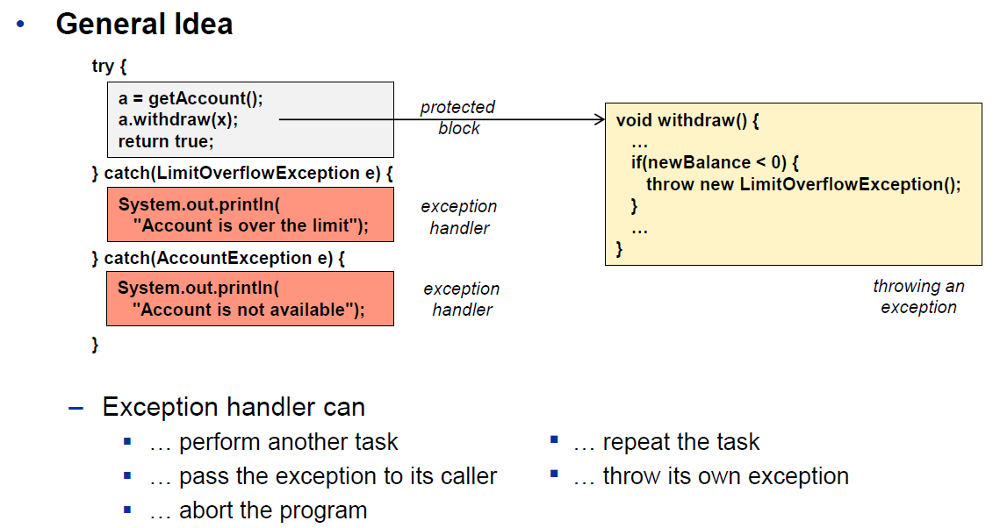 • General Idea
try {
a = getAccount();
a.withdraw(x);
return true;
} catch(LimitOverflowException e) {
System.out.println(
"Account is over the limit");
} catch(AccountException e) {
System.out.println(
"Account is not available");
}
protected
block
exception
handler
exception
handler
void withdraw() {
…
if(newBalance < 0) {
throw new LimitOverflowException();
}
…
}
throwing an
exception
– Exception handler can
▪ … perform another task
▪ … pass the exception to its caller
▪ … abort the program
▪ … repeat the task
▪ … throw its own exception